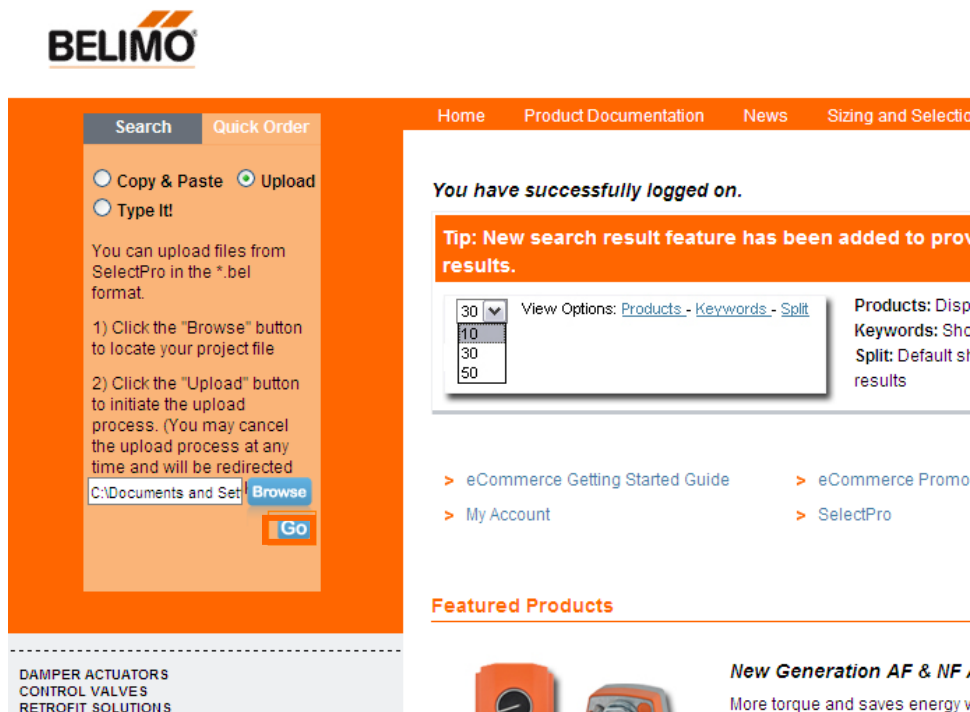 BELIMO
Home Product Documentation News Sizing and
Search Quick Order
Copy & Paste Upload
Type It!
You can upload files from
SelectPro in the *.bel
format.
1) Click the "Browse" button
to locate your project file
2) Click the "Upload" button
to initiate the upload
process. (You may cancel
the upload process at any
time and will be redirected
C:\Documents and Set Browse
Go
You have successfully logged on.
Tip: New search result feature has been added to
results.
30 View Options: Products - Keywords - Split
10
30
50
Products:
Keywords:
Split: Default
results
> eCommerce Getting Started Guide > eCommerce
> My Account > SelectPro
Featured Products
New Generation AF & NF
More torque and saves energy
DAMPER ACTUATORS
CONTROL VALVES
RETROFIT SOLUTIONS